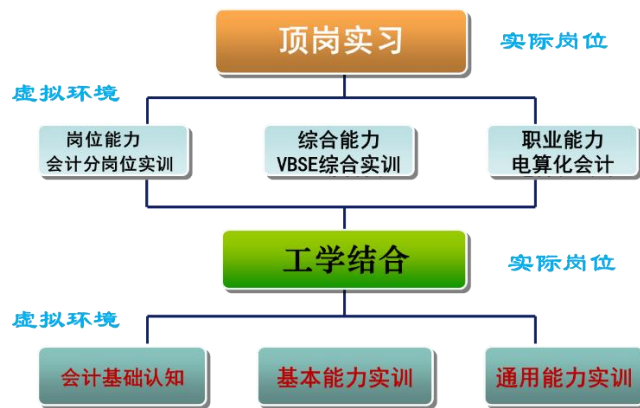 顶岗实习
实际岗位
虚拟环境
岗位能力
会计分岗位实训
综合能力
VBSE综合实训
职业能力
电算化会计
工学结合
实际岗位
虚拟环境
会计基础认知
基本能力实训
通用能力实训